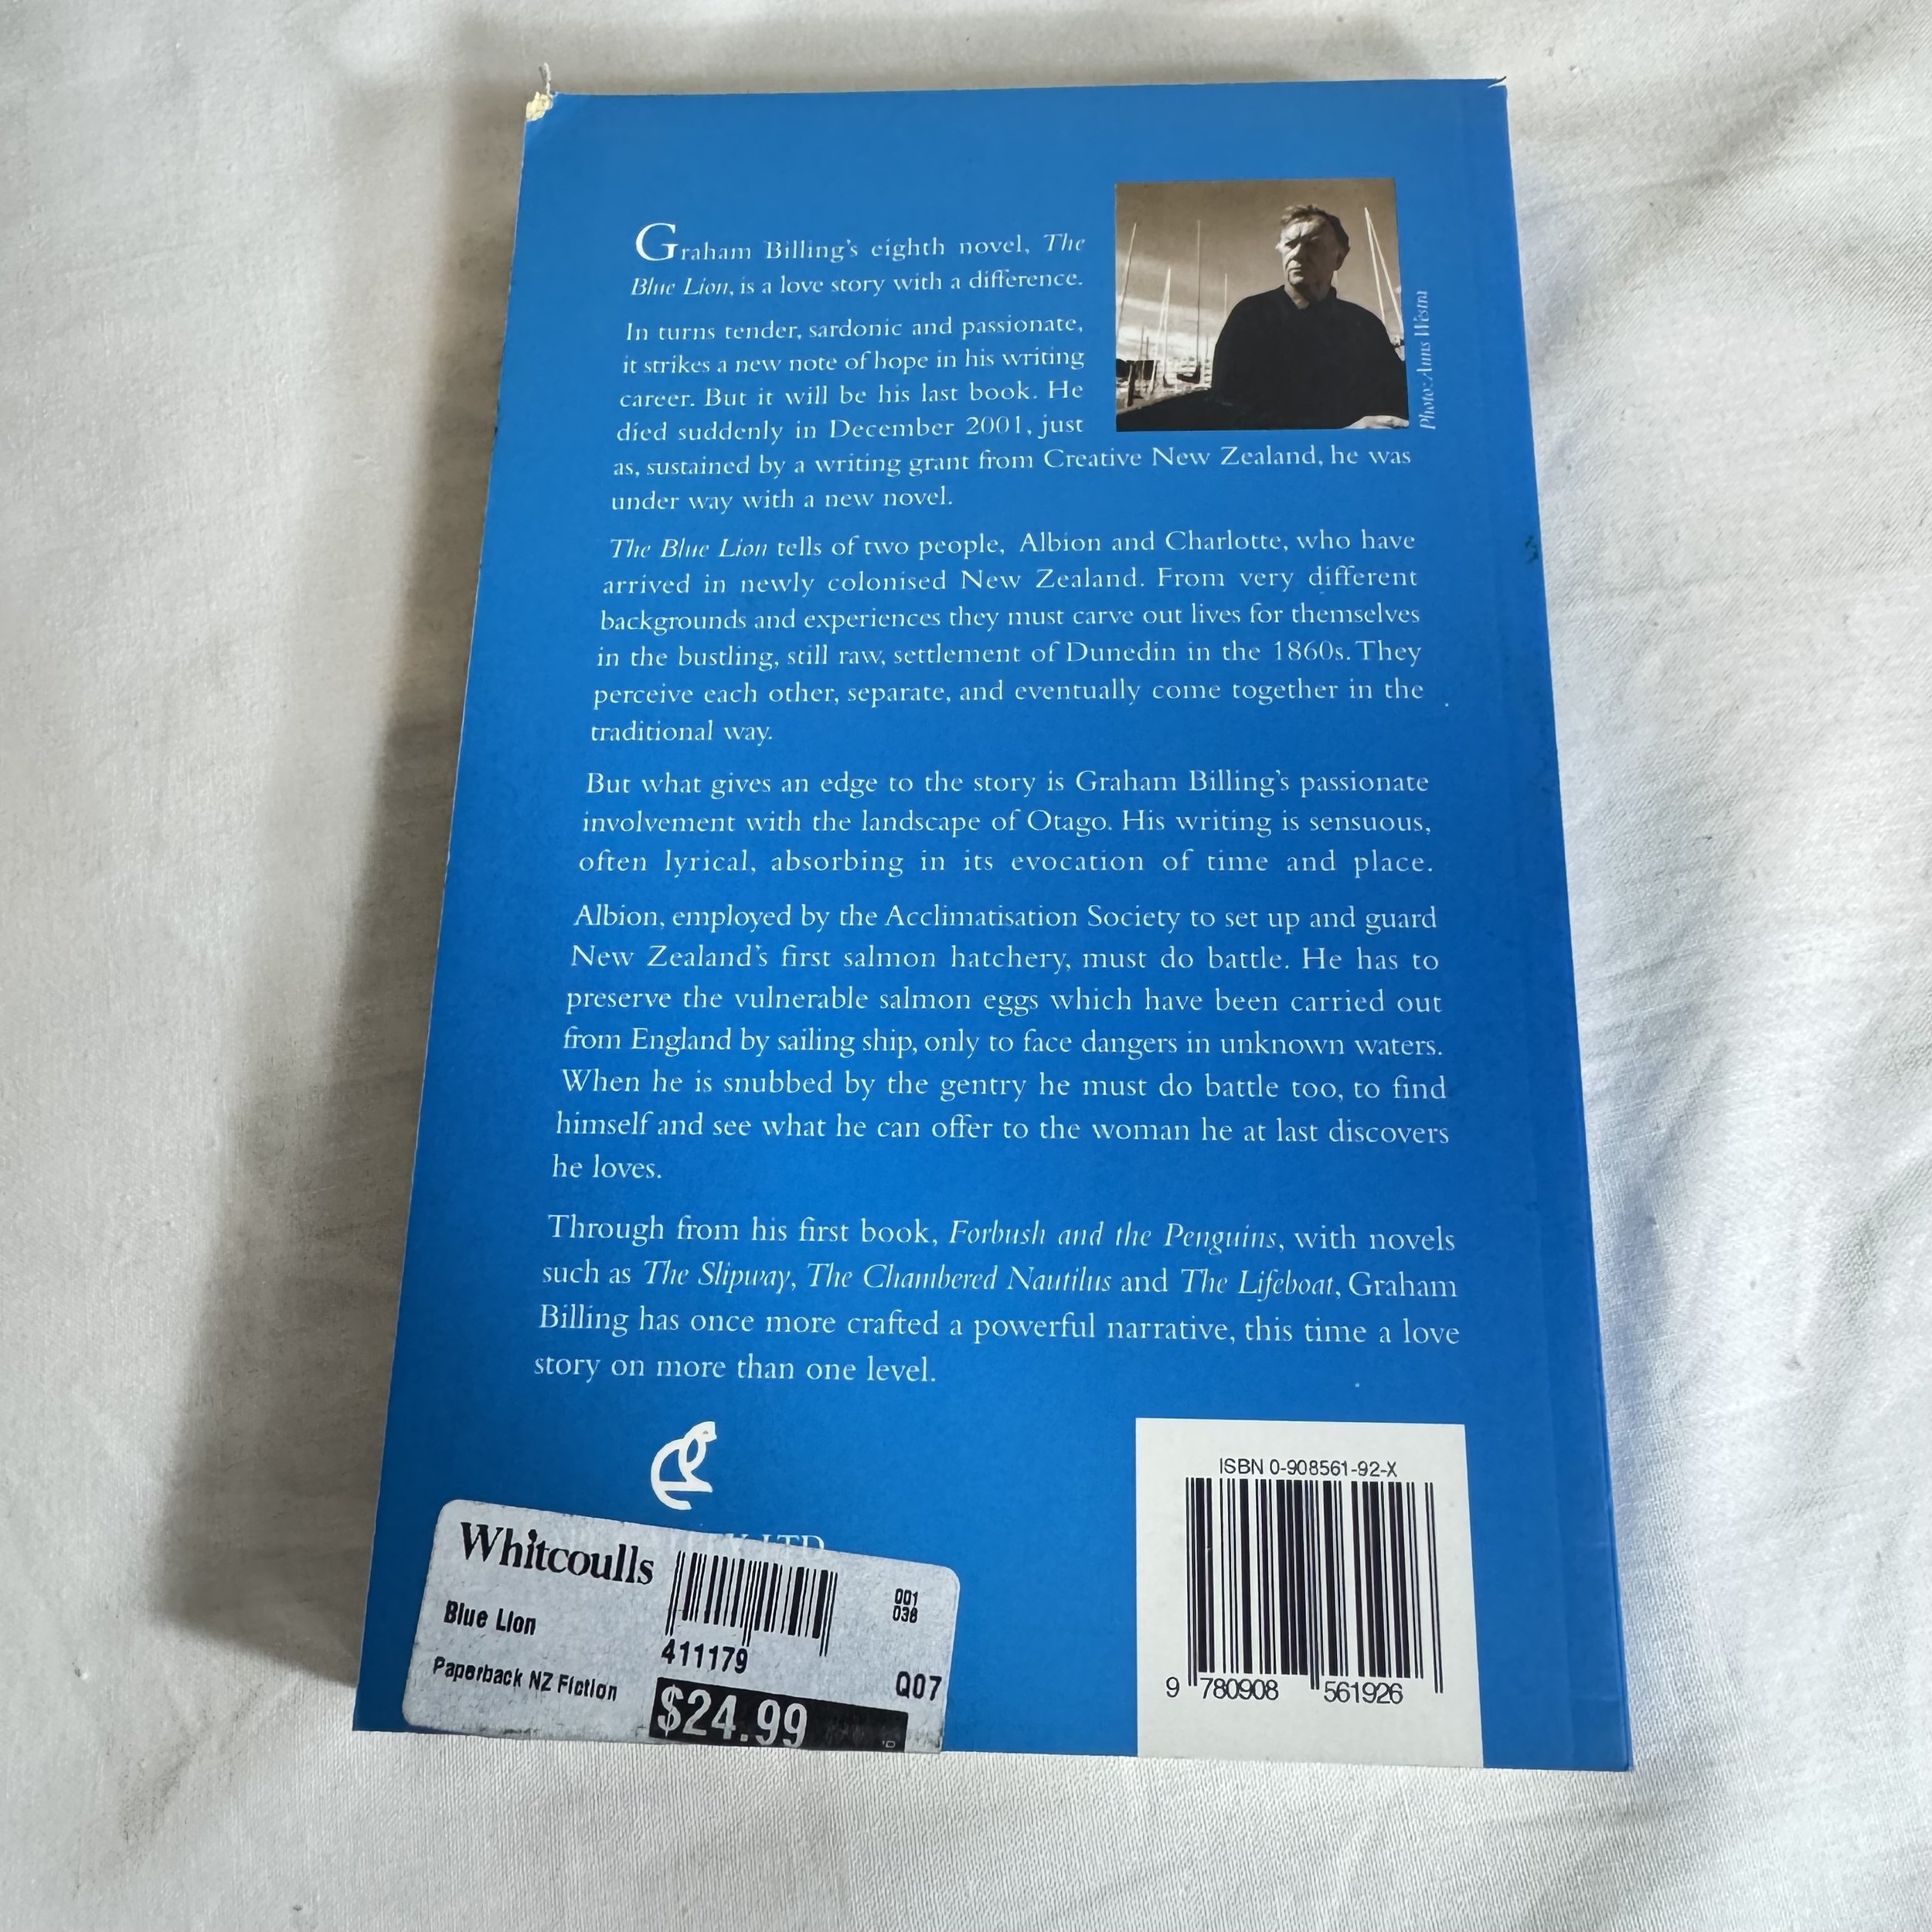 Graham Billing's eighth novel, The
Blue Lion, is a love story with a difference.
In turns tender, sardonic and passionate,
it strikes a new note of hope in his writing
career. But it will be his last book. He
died suddenly in December 2001, just
as, sustained by a writing grant from Creative New Zealand, he was
under way with a new novel.
Photo: Anns Westra
The Blue Lion tells of two people, Albion and Charlotte, who have
arrived in newly colonised New Zealand. From very different
backgrounds and experiences they must carve out lives for themselves
in the bustling, still raw, settlement of Dunedin in the 1860s. They
perceive each other, separate, and eventually come together in the
traditional way.
But what gives an edge to the story is Graham Billing's passionate
involvement with the landscape of Otago. His writing is sensuous,
often lyrical, absorbing in its evocation of time and place.
Albion, employed by the Acclimatisation Society to set up and guard
New Zealand's first salmon hatchery, must do battle. He has to
preserve the vulnerable salmon eggs which have been carried out
from England by sailing ship, only to face dangers in unknown waters.
When he is snubbed by the gentry he must do battle too, to find
himself and see what he can offer to the woman he at last discovers
he loves.
Through from his first book, Forbush and the Penguins, with novels
such as The Slipway, The Chambered Nautilus and The Lifeboat, Graham
Billing has once more crafted a powerful narrative, this time a love
story on more than one level.
LTD
Whitcoulls
Blue Lion
Paperback NZ Fiction
411179
$24.99
001
038
Q07
ISBN 0-908561-92-X
9 780908 561926